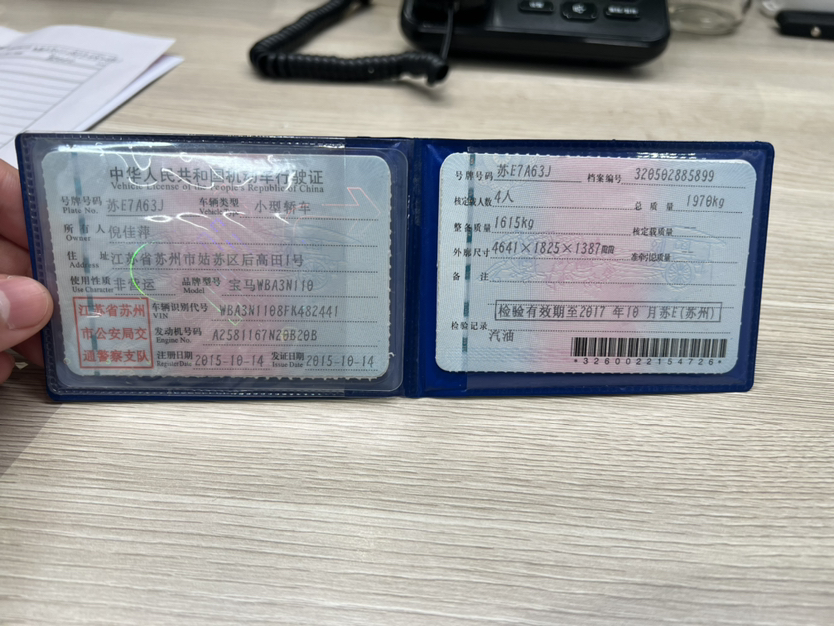 中华人民共和国机动车行驶证
Vehicle License of the People's Republic of China
号牌号码 苏E7A63J 车辆类型 小型轿车
Plate No. Vehicle Type
所有人 倪佳萍
Owner
住址 江苏省苏州市姑苏区后高田1号
Address
使用性质 非营运 品牌型号 宝马WBA3N110
Use Character Model
江苏省苏州
市公安局交
通警察支队
车辆识别代号 WBA3N1108FK482441
VIN
发动机号码 A2581167N20B20B
Engine No.
注册日期 2015-10-14 发证日期 2015-10-14
Register Date Issue Date
号牌号码 苏E7A63J 档案编号 320502885899
核定载人数 4人 总质量 1970kg
整备质量 1615kg 核定载质量
外廓尺寸 4641×1825×1387mm 准牵引总质量
备注
检验有效期至2017年10月苏E(苏州)
检验记录
汽油
*3260022154726*